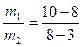 m₁/m₂ = (10−8)/(8−3)